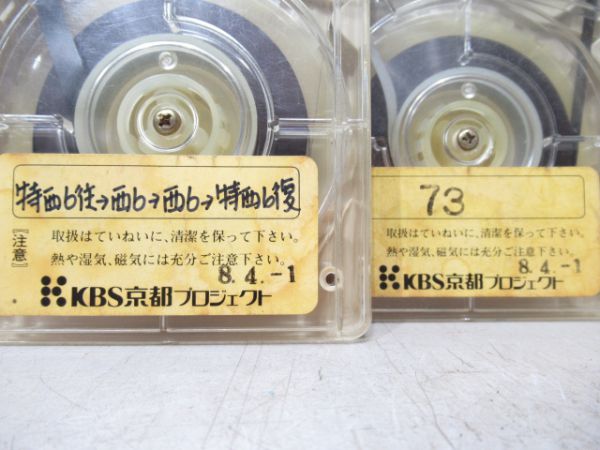 特西6往→西6→西6→特西6復
『注意』
取扱はていねいに、清潔を保って下さい。
熱や湿気、磁気には充分ご注意下さい。
8.4.-1
KBS京都プロジェクト
73
取扱はていねいに、清潔を保って下さい。
熱や湿気、磁気には充分ご注意下さい。
8.4.-1
KBS京都プロジェクト